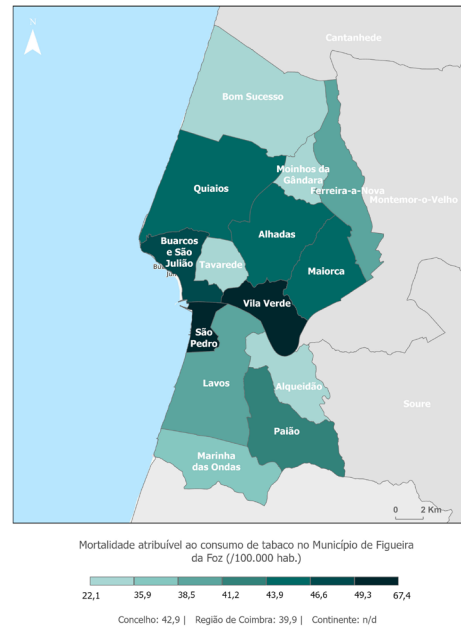 N
Cantanhede
Bom Sucesso
Moinhos da
Gândara
Quiaios
Ferreira-a-Nova
Montemor-o-Velho
Alhadas
Buarcos
e São
Julião
Tavarede
Maiorca
Vila Verde
São
Pedro
Lavos
Alqueidão
Soure
Paião
Marinha
das Ondas
0 2 Km
Mortalidade atribuível ao consumo de tabaco no Município de Figueira
da Foz (/100.000 hab.)
22,1 35,9 38,5 41,2 43,9 46,6 49,3 67,4
Concelho: 42,9 | Região de Coimbra: 39,9 | Continente: n/d